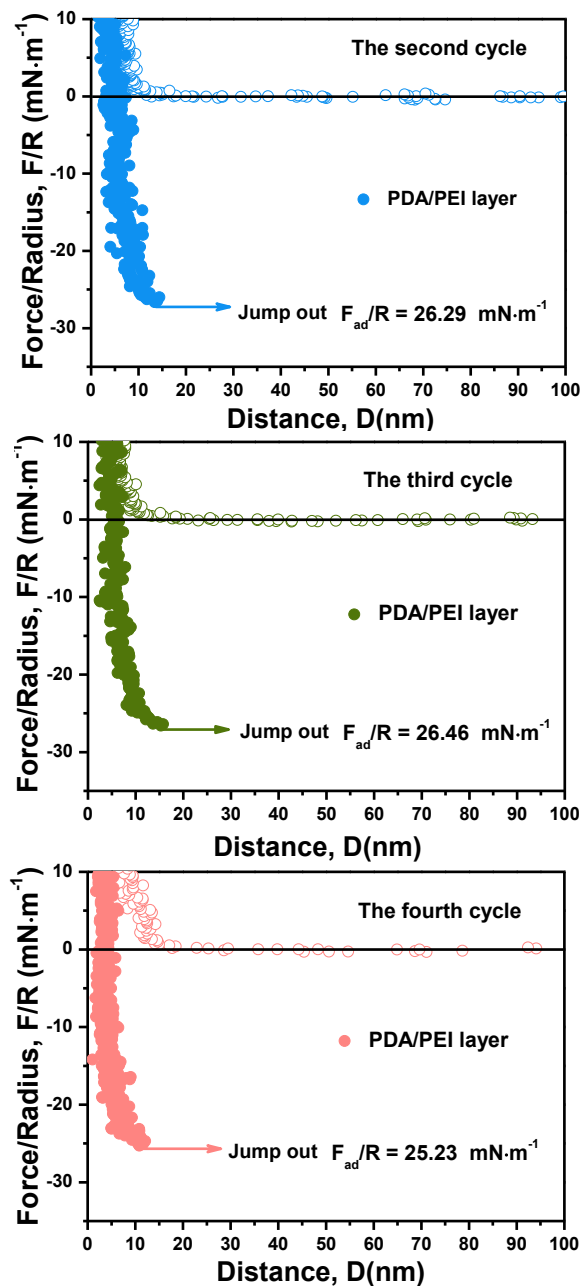 Force/Radius, F/R (mN·m⁻¹)
10
0
-10
-20
-30
The second cycle
PDA/PEI layer
Jump out F_ad/R = 26.29 mN·m⁻¹
0 10 20 30 40 50 60 70 80 90 100
Distance, D(nm)
Force/Radius, F/R (mN·m⁻¹)
10
0
-10
-20
-30
The third cycle
PDA/PEI layer
Jump out F_ad/R = 26.46 mN·m⁻¹
0 10 20 30 40 50 60 70 80 90 100
Distance, D(nm)
Force/Radius, F/R (mN·m⁻¹)
10
0
-10
-20
-30
The fourth cycle
PDA/PEI layer
Jump out F_ad/R = 25.23 mN·m⁻¹
0 10 20 30 40 50 60 70 80 90 100
Distance, D(nm)